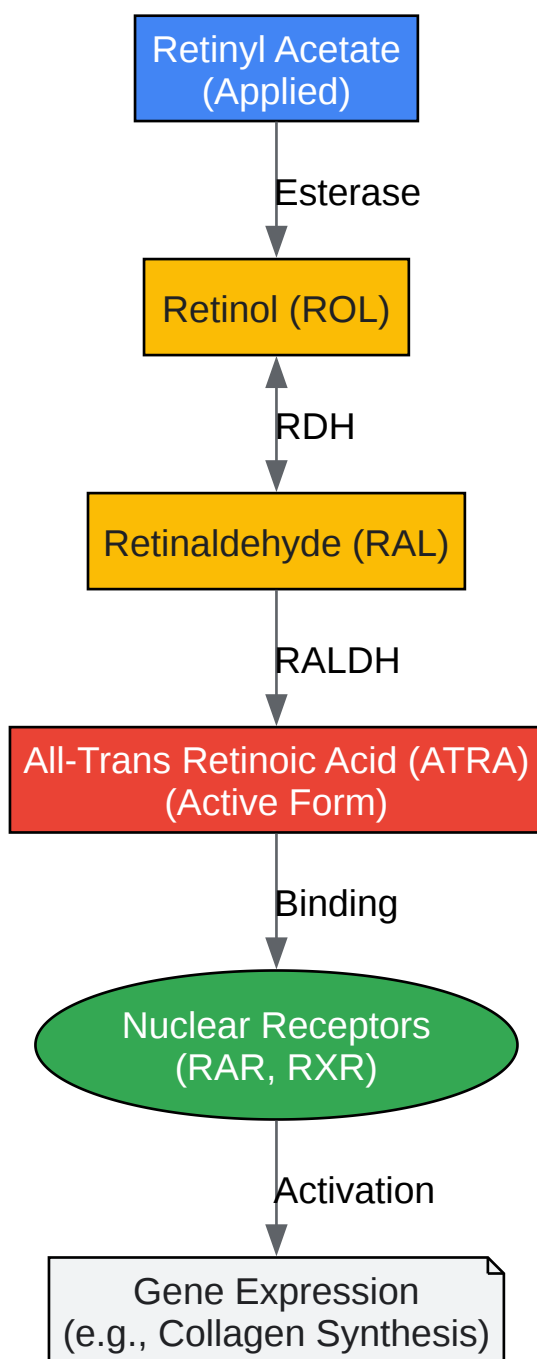 Retinyl Acetate
(Applied)
Esterase
Retinol (ROL)
RDH
Retinaldehyde (RAL)
RALDH
All-Trans Retinoic Acid (ATRA)
(Active Form)
Binding
Nuclear Receptors
(RAR, RXR)
Activation
Gene Expression
(e.g., Collagen Synthesis)